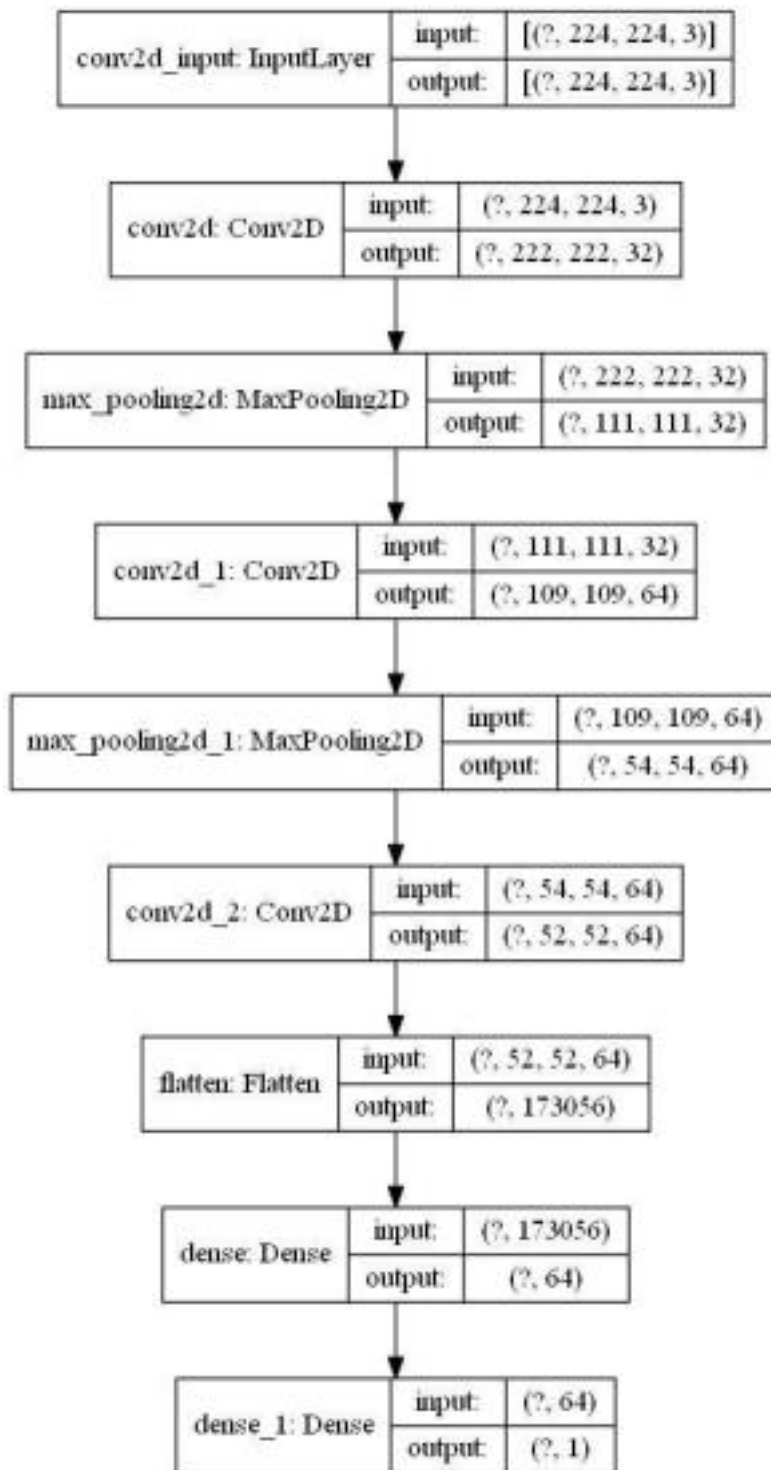 conv2d_input: InputLayer
input: [(?, 224, 224, 3)]
output: [(?, 224, 224, 3)]
conv2d: Conv2D
input: (?, 224, 224, 3)
output: (?, 222, 222, 32)
max_pooling2d: MaxPooling2D
input: (?, 222, 222, 32)
output: (?, 111, 111, 32)
conv2d_1: Conv2D
input: (?, 111, 111, 32)
output: (?, 109, 109, 64)
max_pooling2d_1: MaxPooling2D
input: (?, 109, 109, 64)
output: (?, 54, 54, 64)
conv2d_2: Conv2D
input: (?, 54, 54, 64)
output: (?, 52, 52, 64)
flatten: Flatten
input: (?, 52, 52, 64)
output: (?, 173056)
dense: Dense
input: (?, 173056)
output: (?, 64)
dense_1: Dense
input: (?, 64)
output: (?, 1)